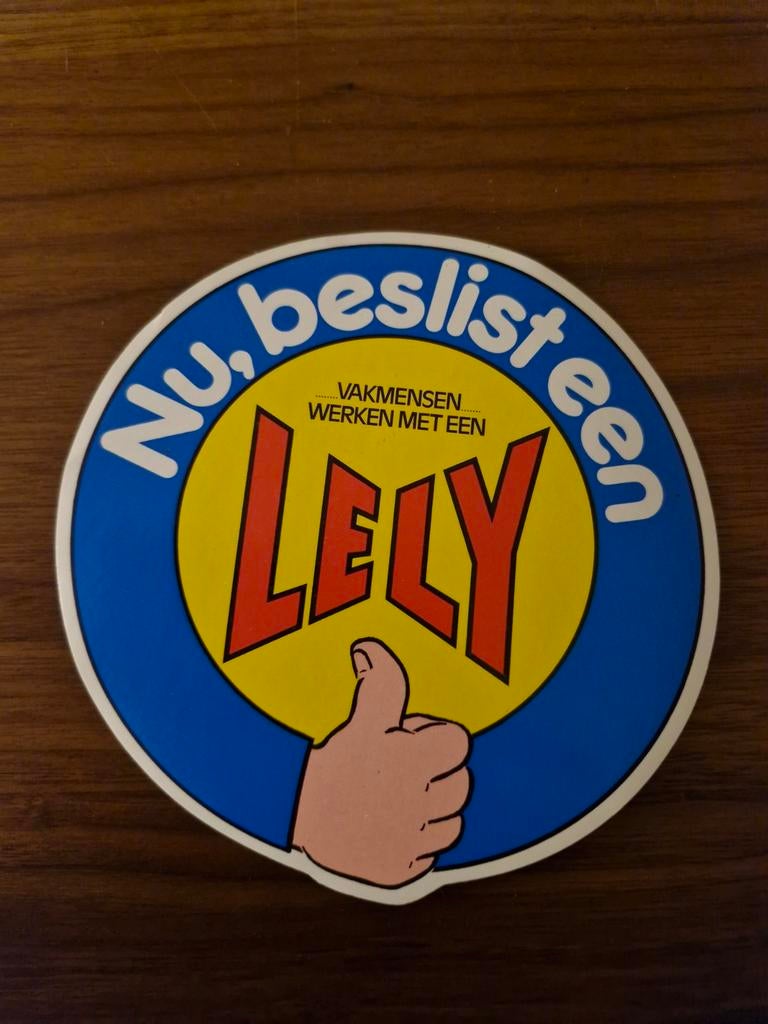 Nu, beslist een
........VAKMENSEN......
WERKEN MET EEN
LELY